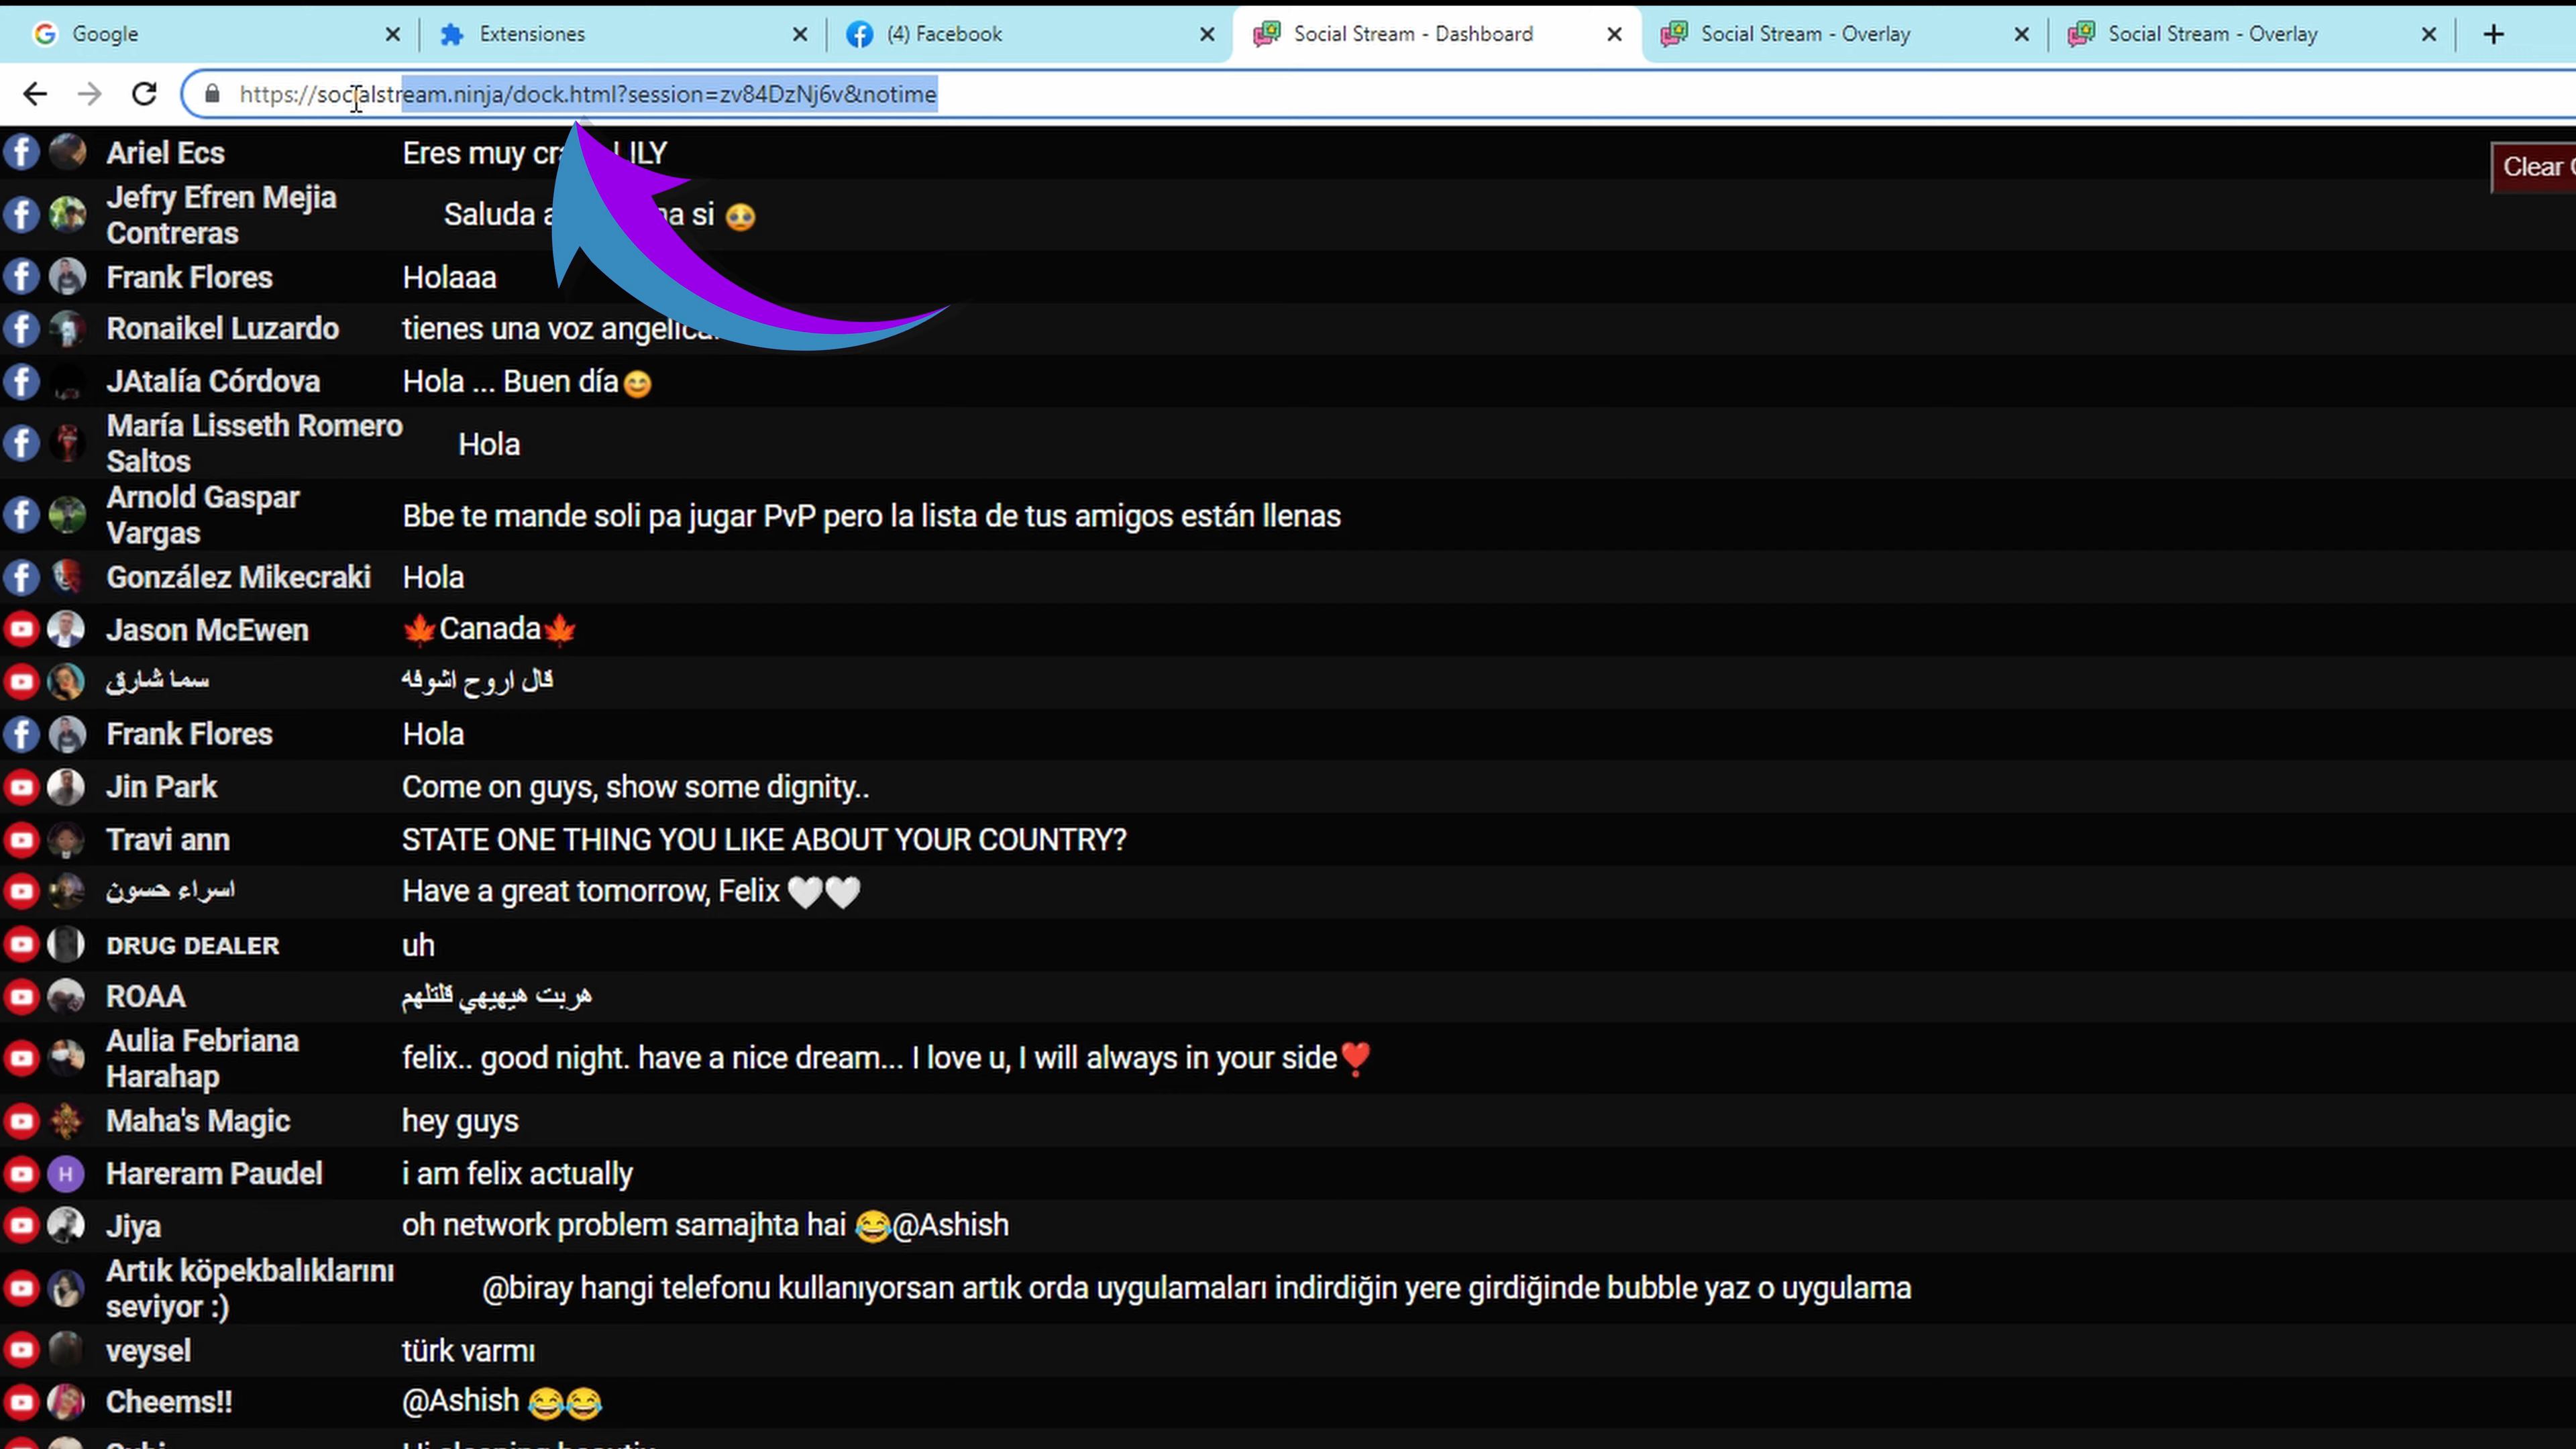 Google
Extensiones
(4) Facebook
Social Stream - Dashboard
Social Stream - Overlay
Social Stream - Overlay
https://socialstream.ninja/dock.html?session=zv84DzNj6v&notime
Clear
Ariel Ecs
Eres muy LILY
Jefry Efren Mejia
Contreras
Saluda si 🥺
Frank Flores
Holaaa
Ronaikel Luzardo
tienes una voz
JAtalía Córdova
Hola ... Buen día😊
María Lisseth Romero
Saltos
Hola
Arnold Gaspar
Vargas
Bbe te mande soli pa jugar PvP pero la lista de tus amigos están llenas
González Mikecraki
Hola
Jason McEwen
🍁Canada🍁
سما شارق
قال اروح اشوفه
Frank Flores
Hola
Jin Park
Come on guys, show some dignity..
Travi ann
STATE ONE THING YOU LIKE ABOUT YOUR COUNTRY?
اسراء حسون
Have a great tomorrow, Felix 🤍🤍
DRUG DEALER
uh
ROAA
هربت هيهيهي قلتلهم
Aulia Febriana
Harahap
felix.. good night. have a nice dream... I love u, I will always in your side❣️
Maha's Magic
hey guys
H
Hareram Paudel
i am felix actually
Jiya
oh network problem samajhta hai 😂@Ashish
Artık köpekbalıklarını
seviyor :)
@biray hangi telefonu kullanıyorsan artık orda uygulamaları indirdiğin yere girdiğinde bubble yaz o uygulama
veysel
türk varmı
Cheems!!
@Ashish 😂😂